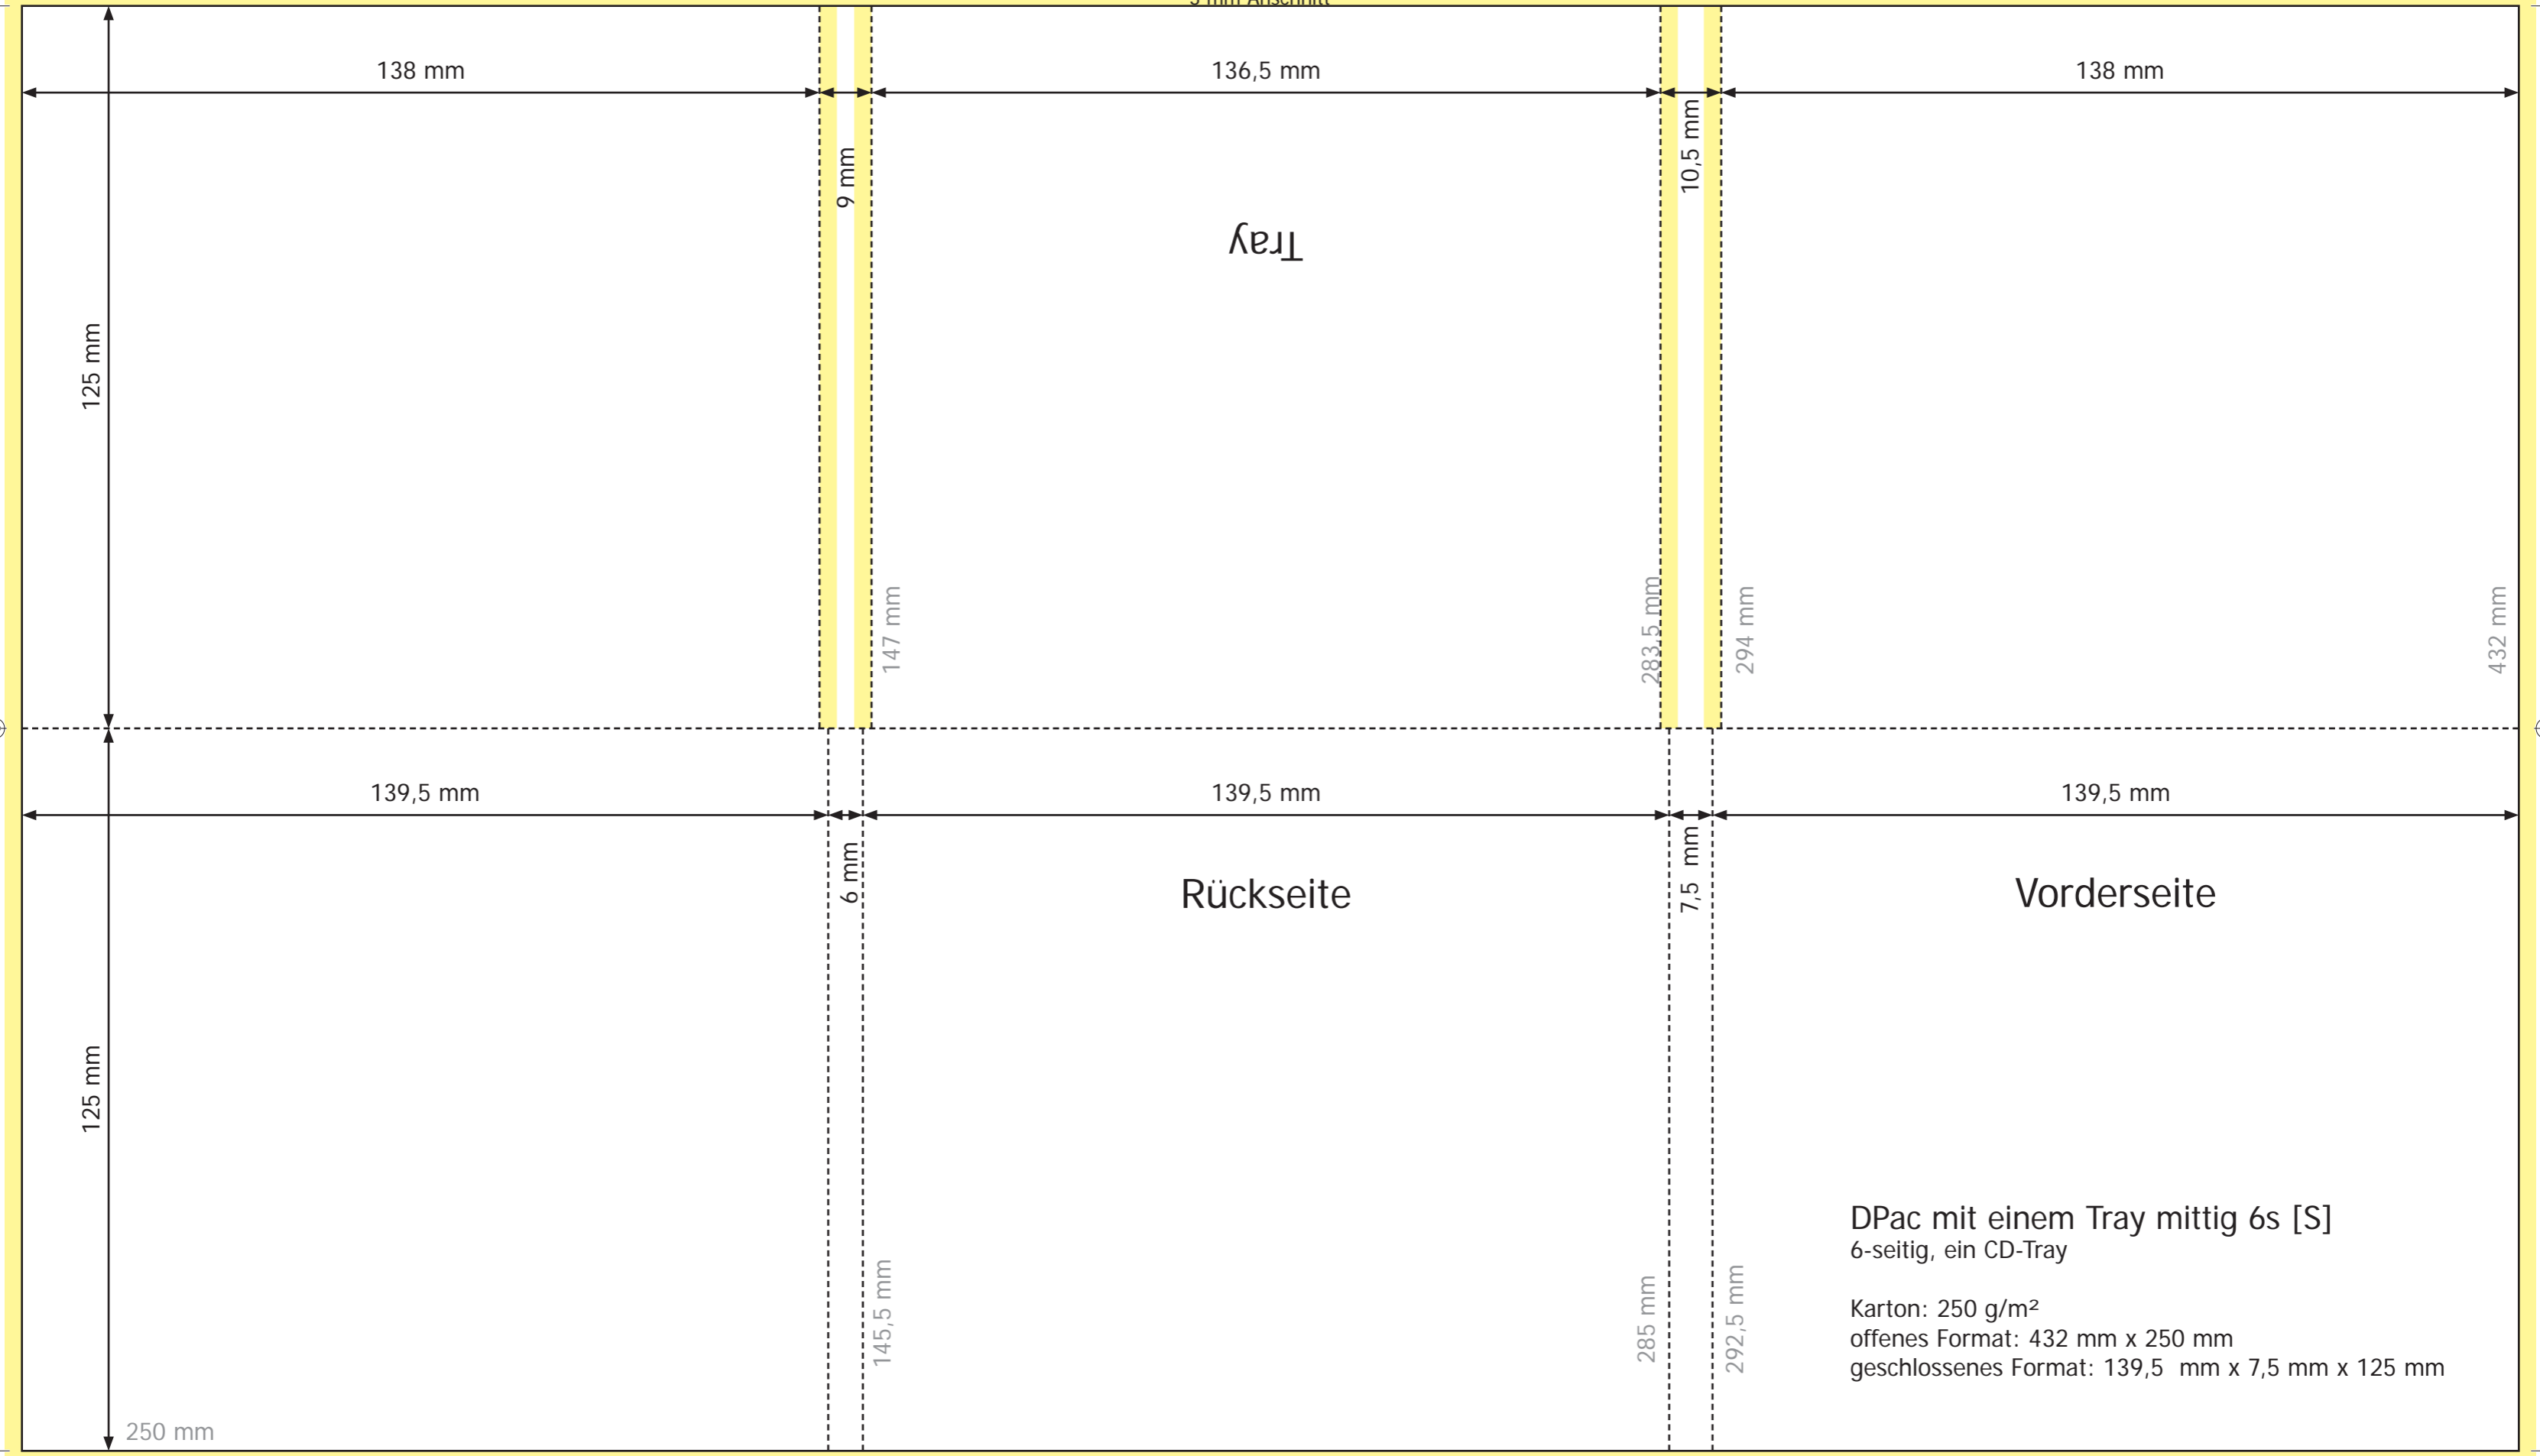 3 mm Anschnitt
138 mm
136,5 mm
138 mm
9 mm
10,5 mm
Tray
125 mm
147 mm
283,5 mm
294 mm
432 mm
139,5 mm
139,5 mm
139,5 mm
6 mm
7,5 mm
Rückseite
Vorderseite
125 mm
145,5 mm
285 mm
292,5 mm
DPac mit einem Tray mittig 6s [S]
6-seitig, ein CD-Tray
Karton: 250 g/m²
offenes Format: 432 mm x 250 mm
geschlossenes Format: 139,5 mm x 7,5 mm x 125 mm
250 mm